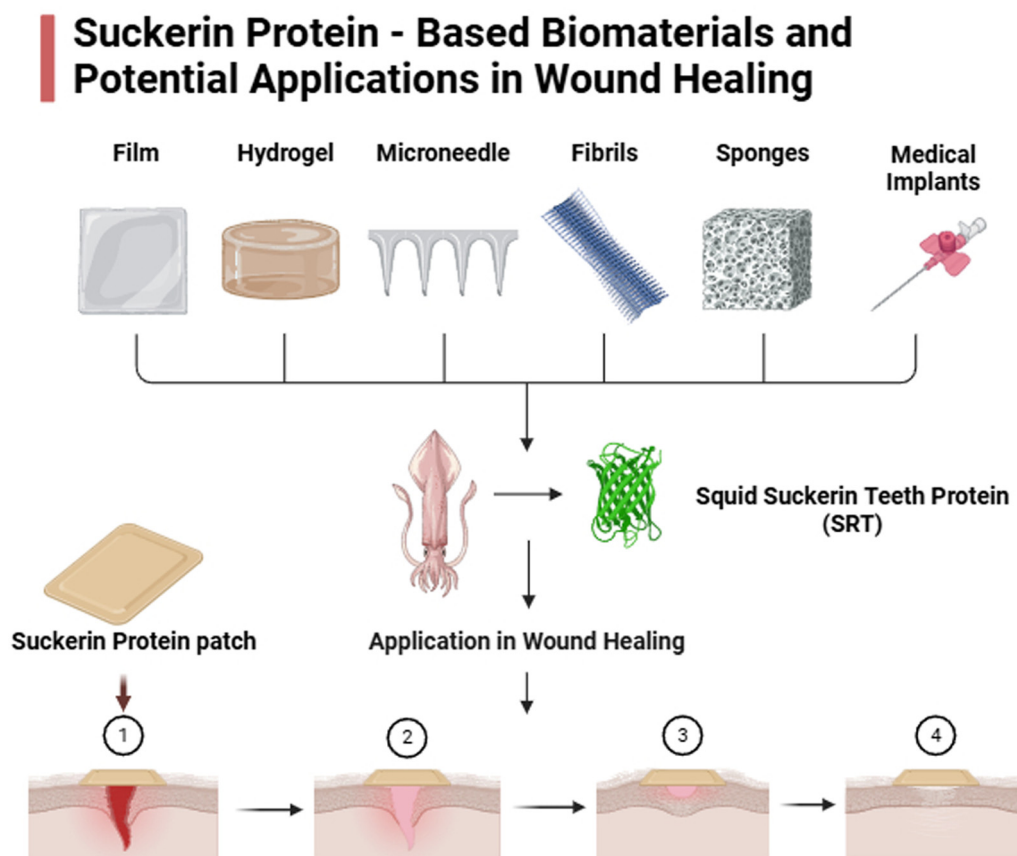 Suckerin Protein - Based Biomaterials and
Potential Applications in Wound Healing
Film
Hydrogel
Microneedle
Fibrils
Sponges
Medical
Implants
Squid Suckerin Teeth Protein
(SRT)
Suckerin Protein patch
Application in Wound Healing
1
2
3
4